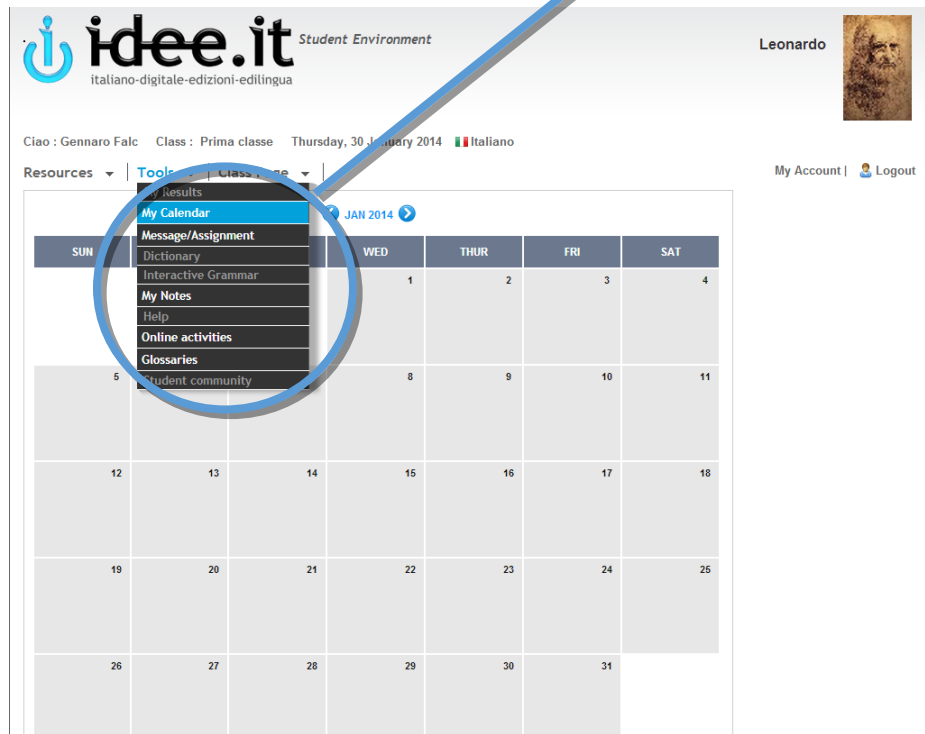 idee.it Student Environment
italiano-digitale-edizioni-edilingua
Leonardo
Ciao : Gennaro Falc Class : Prima classe Thursday, 30 January 2014 Italiano
Resources Tools Class Page My Account | Logout
My Results
My Calendar
Message/Assignment
Dictionary
Interactive Grammar
My Notes
Help
Online activities
Glossaries
Student community
JAN 2014
SUN WED THUR FRI SAT
1 2 3 4
5 8 9 10 11
12 13 14 15 16 17 18
19 20 21 22 23 24 25
26 27 28 29 30 31